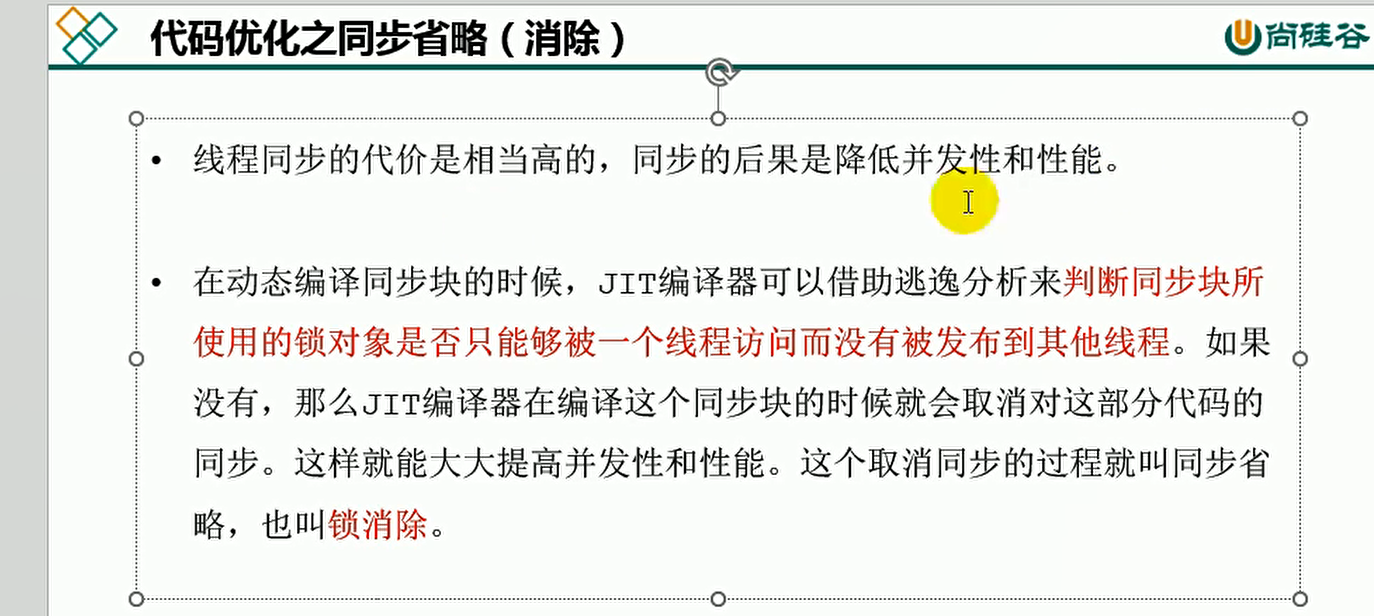 代码优化之同步省略（消除）
尚硅谷
• 线程同步的代价是相当高的，同步的后果是降低并发性和性能。
• 在动态编译同步块的时候，JIT编译器可以借助逃逸分析来判断同步块所
使用的锁对象是否只能够被一个线程访问而没有被发布到其他线程。如果
没有，那么JIT编译器在编译这个同步块的时候就会取消对这部分代码的
同步。这样就能大大提高并发性和性能。这个取消同步的过程就叫同步省
略，也叫锁消除。